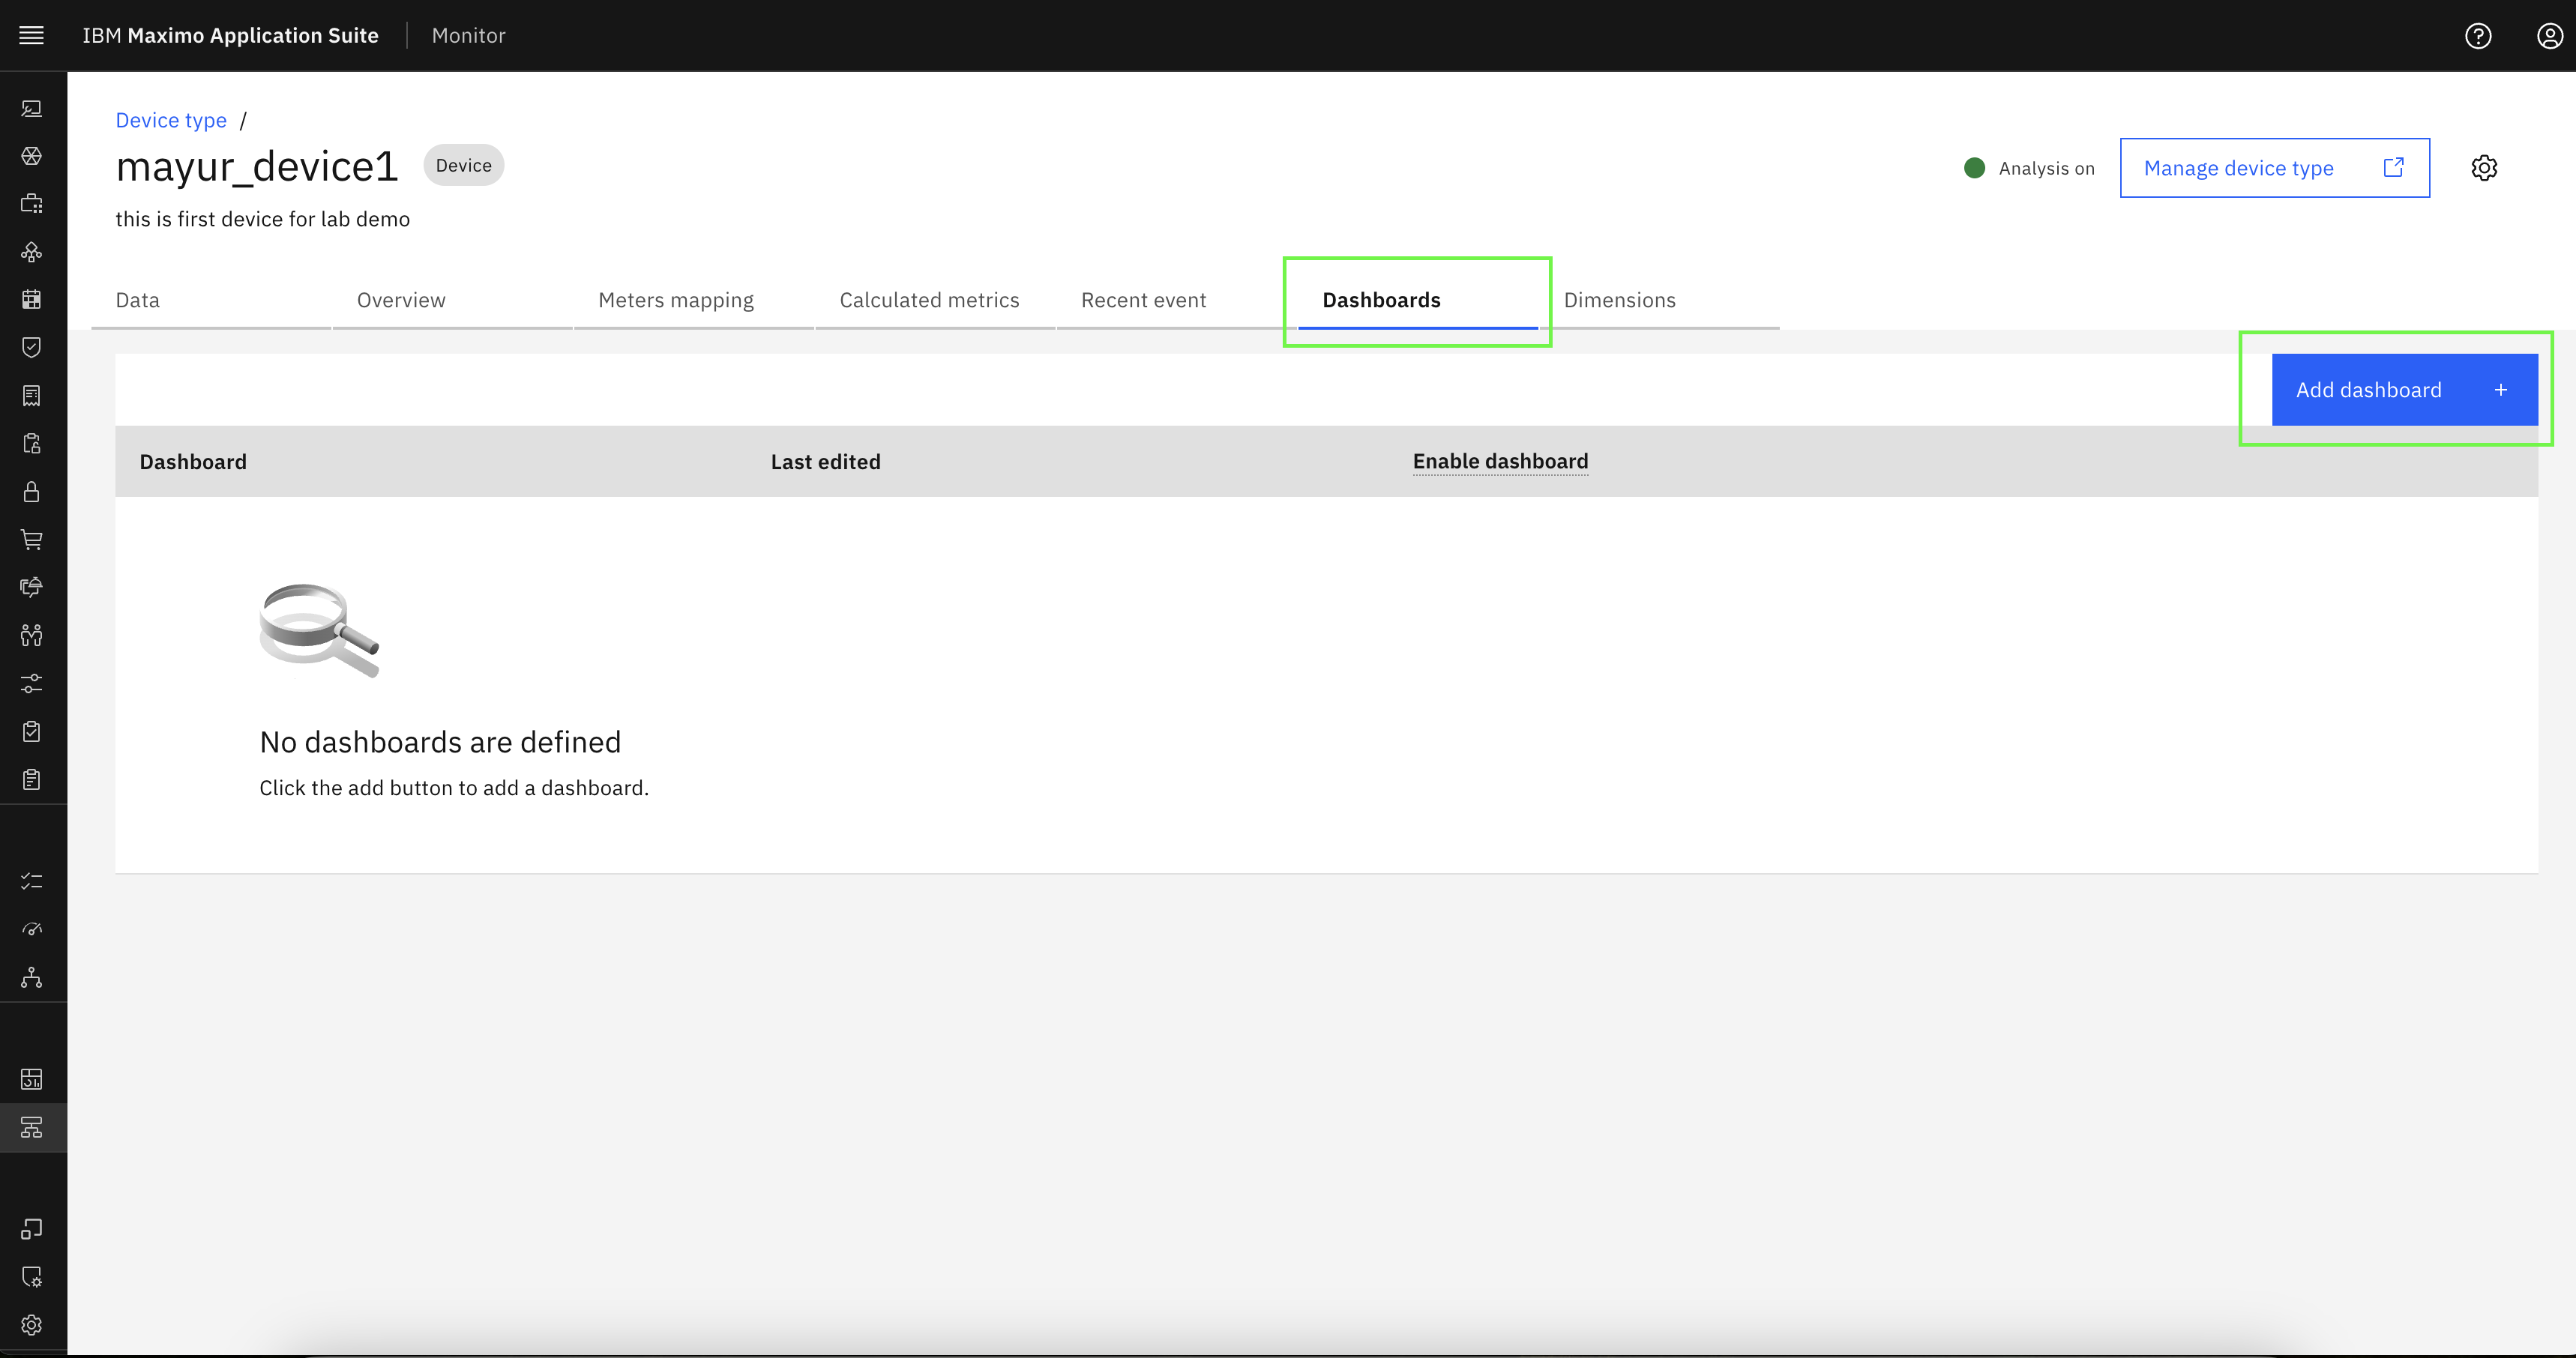 IBM Maximo Application Suite | Monitor
Device type /
mayur_device1 Device
this is first device for lab demo
Analysis on
Manage device type
Data Overview Meters mapping Calculated metrics Recent event Dashboards Dimensions
Add dashboard +
Dashboard Last edited Enable dashboard
No dashboards are defined
Click the add button to add a dashboard.